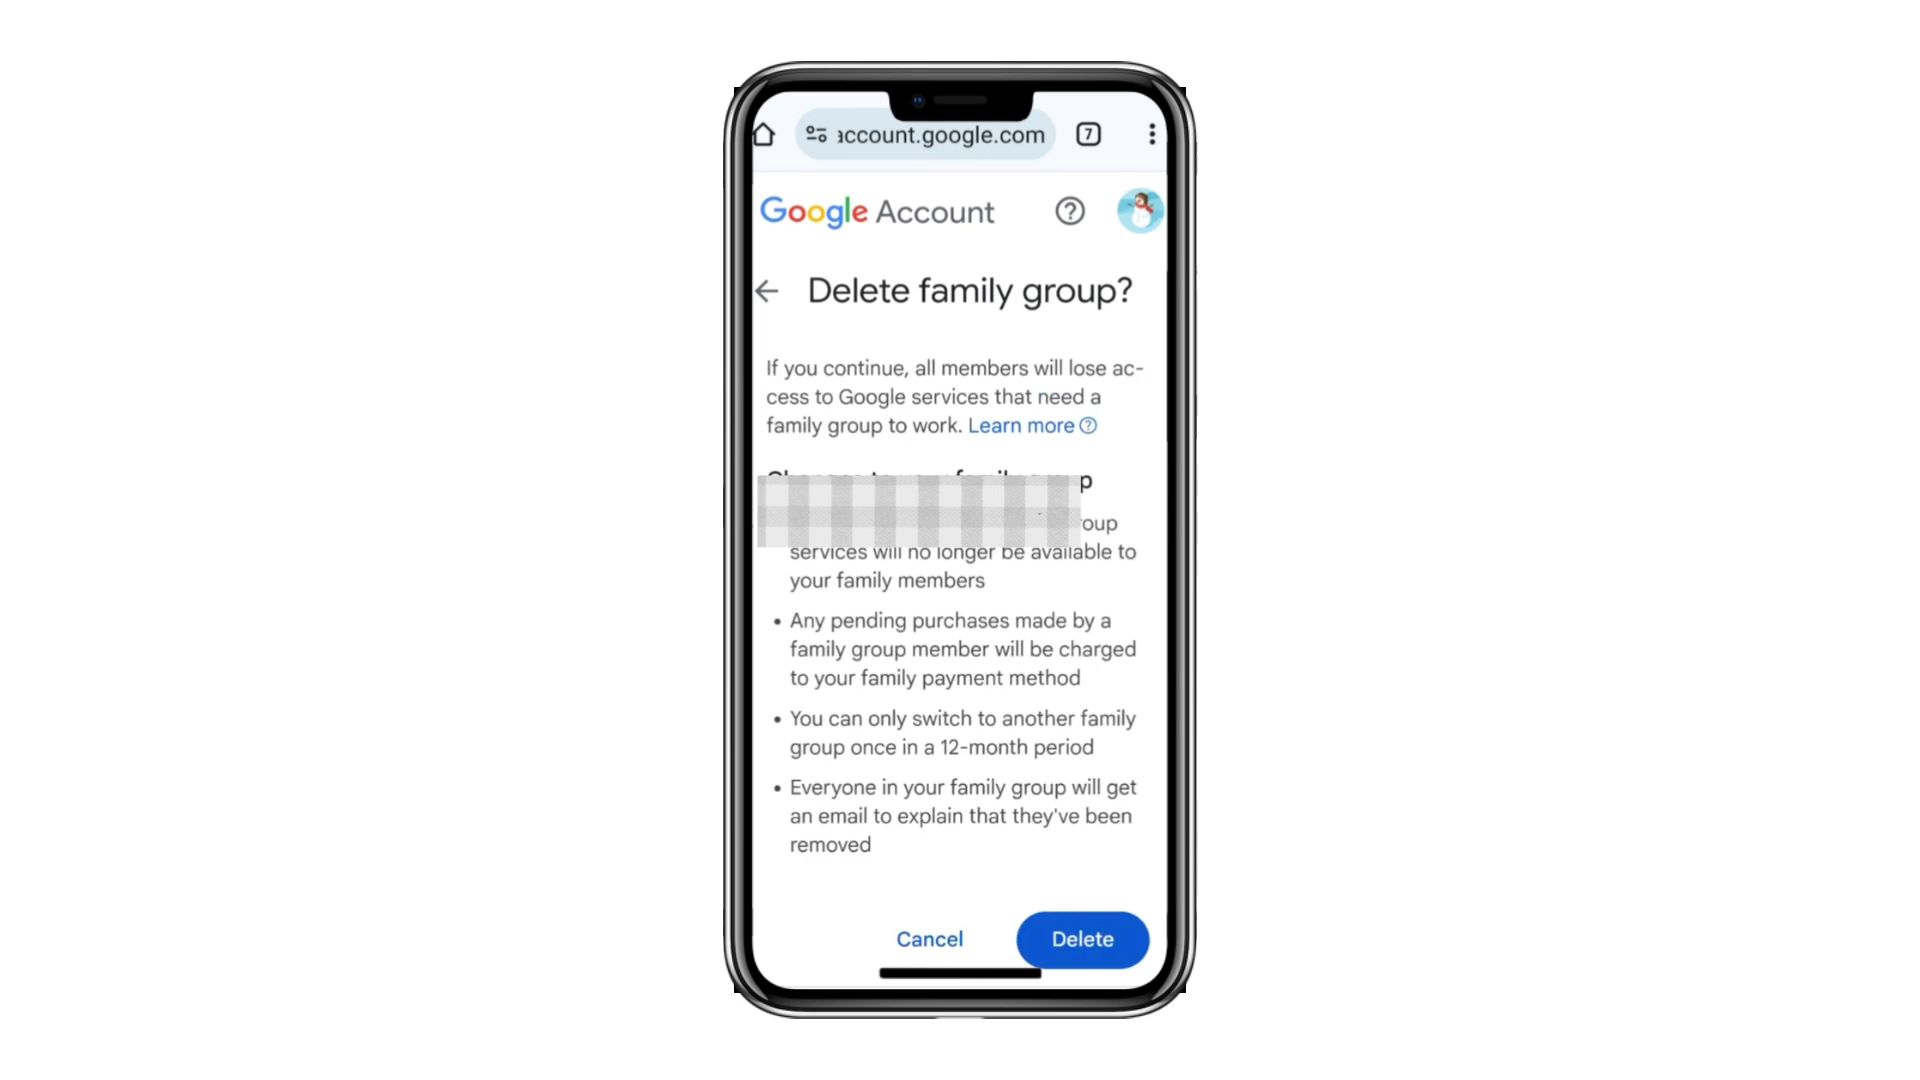 7
account.google.com
Google Account
Delete family group?
If you continue, all members will lose ac-
cess to Google services that need a
family group to work. Learn more
services will no longer be available to
your family members
• Any pending purchases made by a
family group member will be charged
to your family payment method
• You can only switch to another family
group once in a 12-month period
• Everyone in your family group will get
an email to explain that they've been
removed
Cancel
Delete